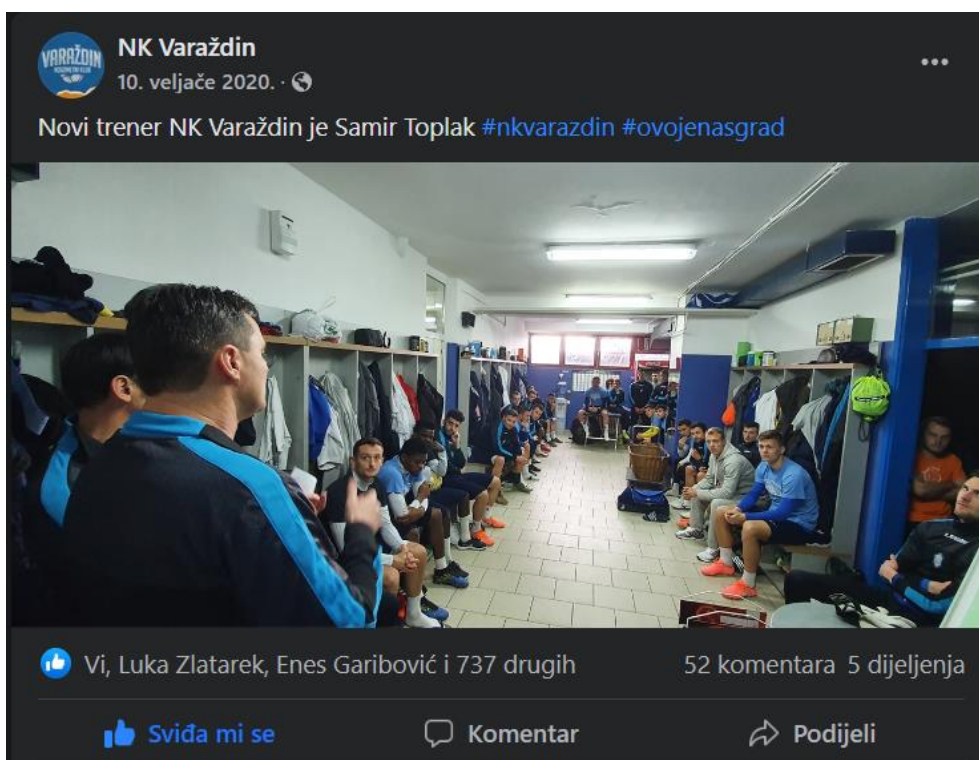 VARAŽDIN
NK Varaždin
10. veljače 2020. ·
Novi trener NK Varaždin je Samir Toplak #nkvarazdin #ovojenasgrad
Vi, Luka Zlatarek, Enes Garibović i 737 drugih
52 komentara 5 dijeljenja
Sviđa mi se
Komentar
Podijeli